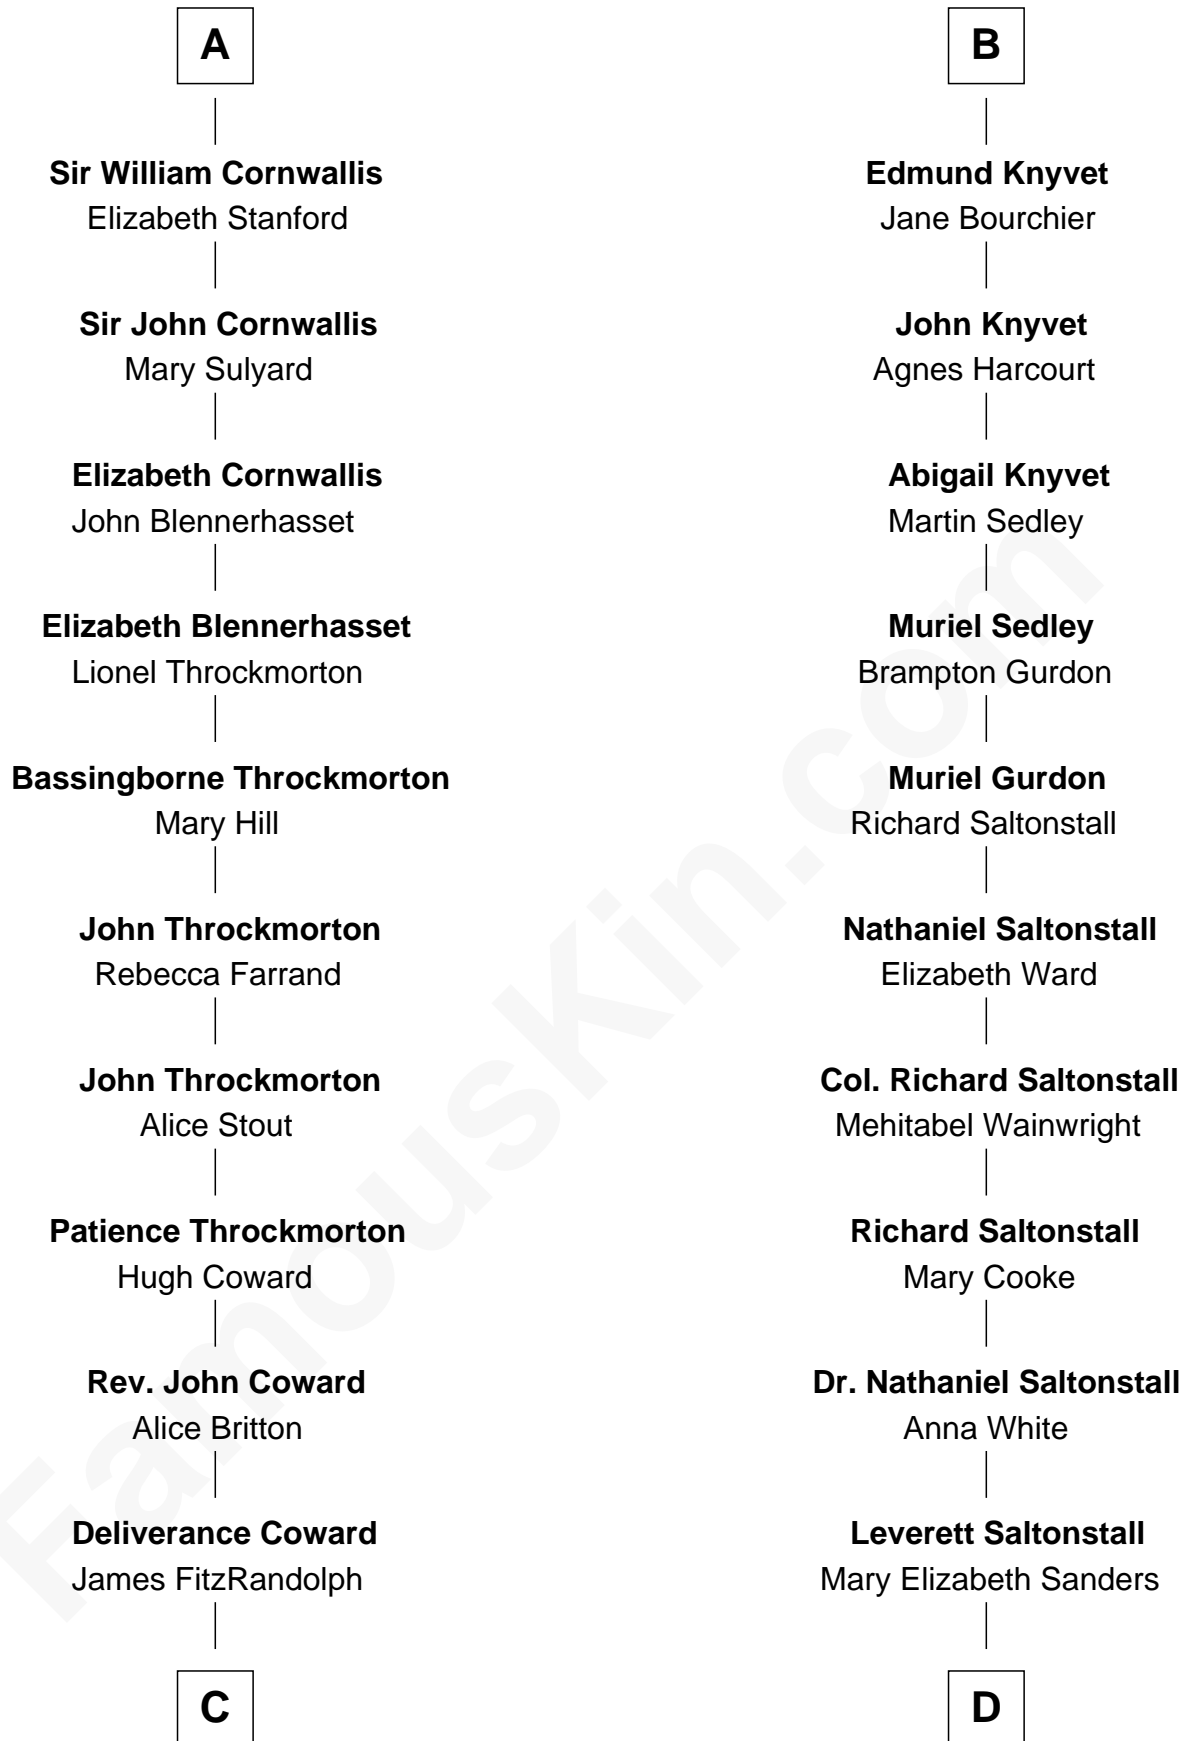 A
Sir William Cornwallis
Elizabeth Stanford
Sir John Cornwallis
Mary Sulyard
Elizabeth Cornwallis
John Blennerhasset
Elizabeth Blennerhasset
Lionel Throckmorton
Bassingborne Throckmorton
Mary Hill
John Throckmorton
Rebecca Farrand
John Throckmorton
Alice Stout
Patience Throckmorton
Hugh Coward
Rev. John Coward
Alice Britton
Deliverance Coward
James FitzRandolph
C
B
Edmund Knyvet
Jane Bourchier
John Knyvet
Agnes Harcourt
Abigail Knyvet
Martin Sedley
Muriel Sedley
Brampton Gurdon
Muriel Gurdon
Richard Saltonstall
Nathaniel Saltonstall
Elizabeth Ward
Col. Richard Saltonstall
Mehitabel Wainwright
Richard Saltonstall
Mary Cooke
Dr. Nathaniel Saltonstall
Anna White
Leverett Saltonstall
Mary Elizabeth Sanders
D
FamousKin.com